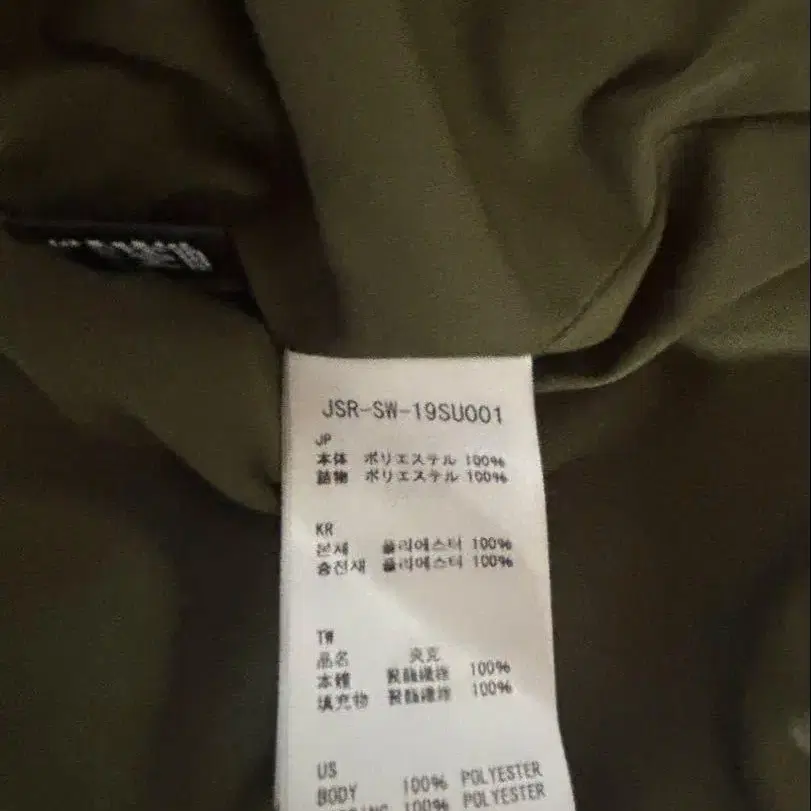 JSR-SW-19SU001
JP
本体 ポリエステル 100%
詰物 ポリエステル 100%
KR
본체 폴리에스터 100%
충전재 폴리에스터 100%
TW
品名 夾克
本體 聚酯纖維 100%
填充物 聚酯纖維 100%
US
BODY 100% POLYESTER
100% POLYESTER